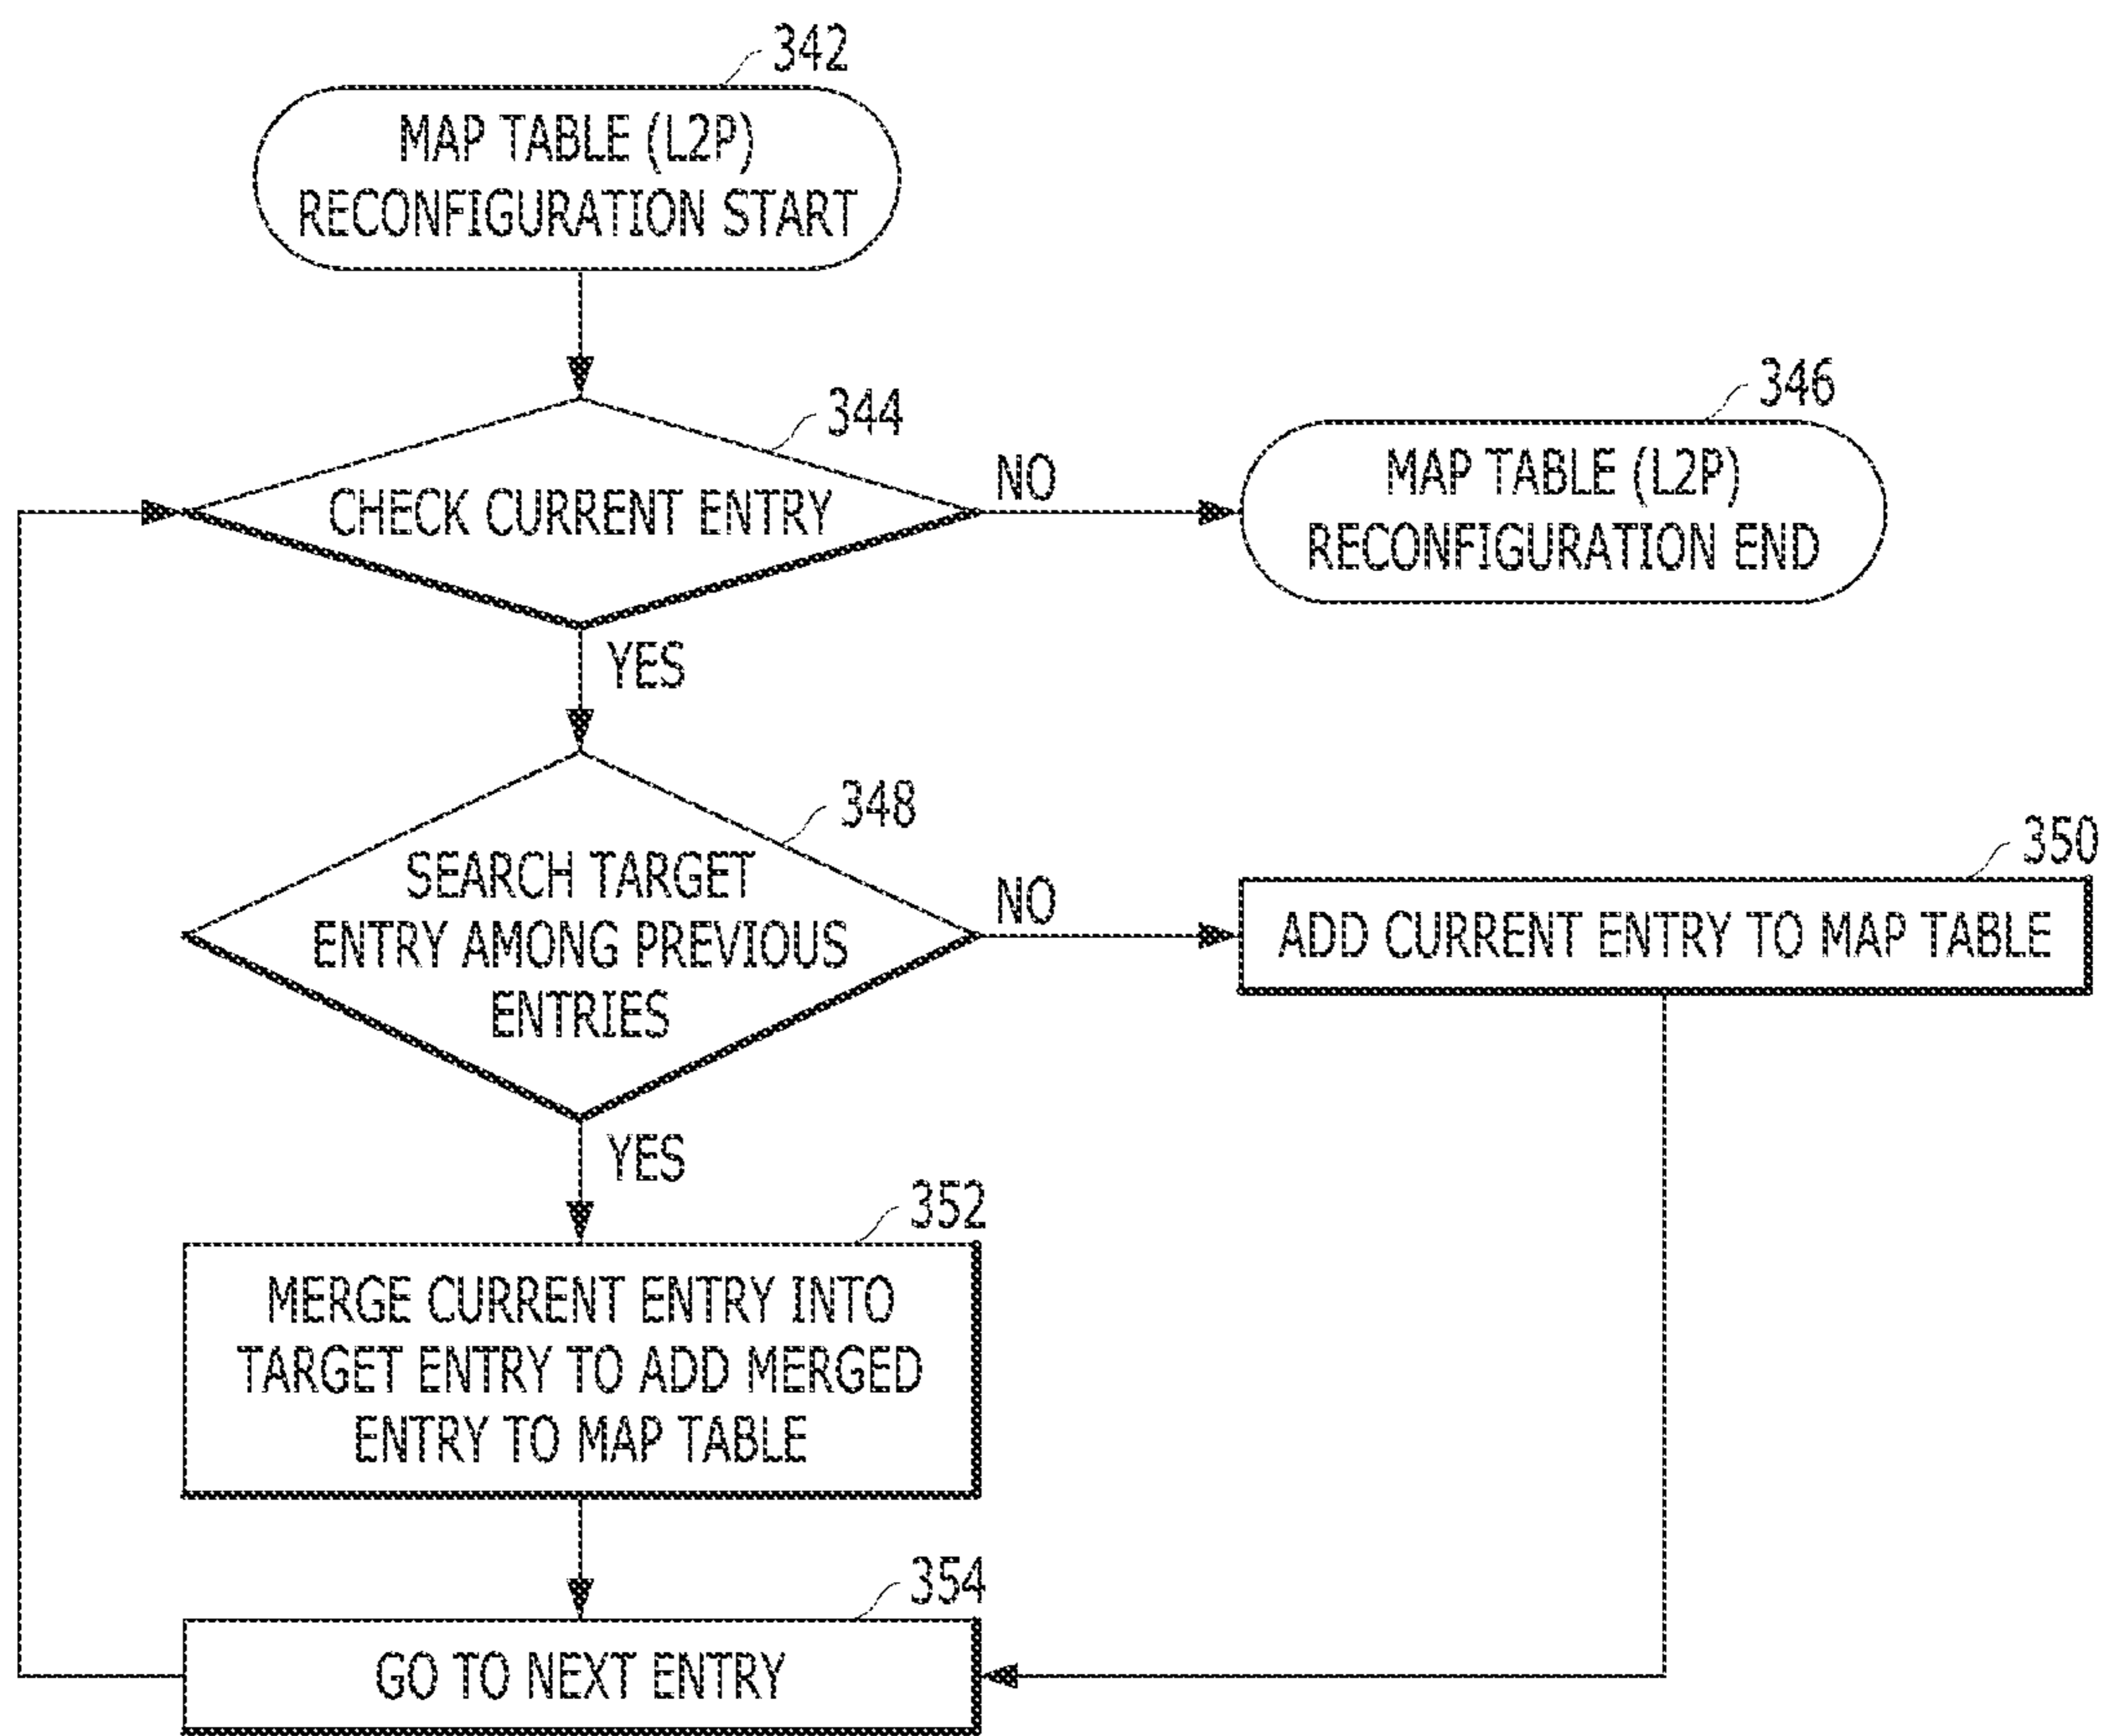 342
MAP TABLE (L2P)
RECONFIGURATION START
344
CHECK CURRENT ENTRY
NO
346
MAP TABLE (L2P)
RECONFIGURATION END
YES
348
SEARCH TARGET
ENTRY AMONG PREVIOUS
ENTRIES
NO
350
ADD CURRENT ENTRY TO MAP TABLE
YES
352
MERGE CURRENT ENTRY INTO
TARGET ENTRY TO ADD MERGED
ENTRY TO MAP TABLE
354
GO TO NEXT ENTRY